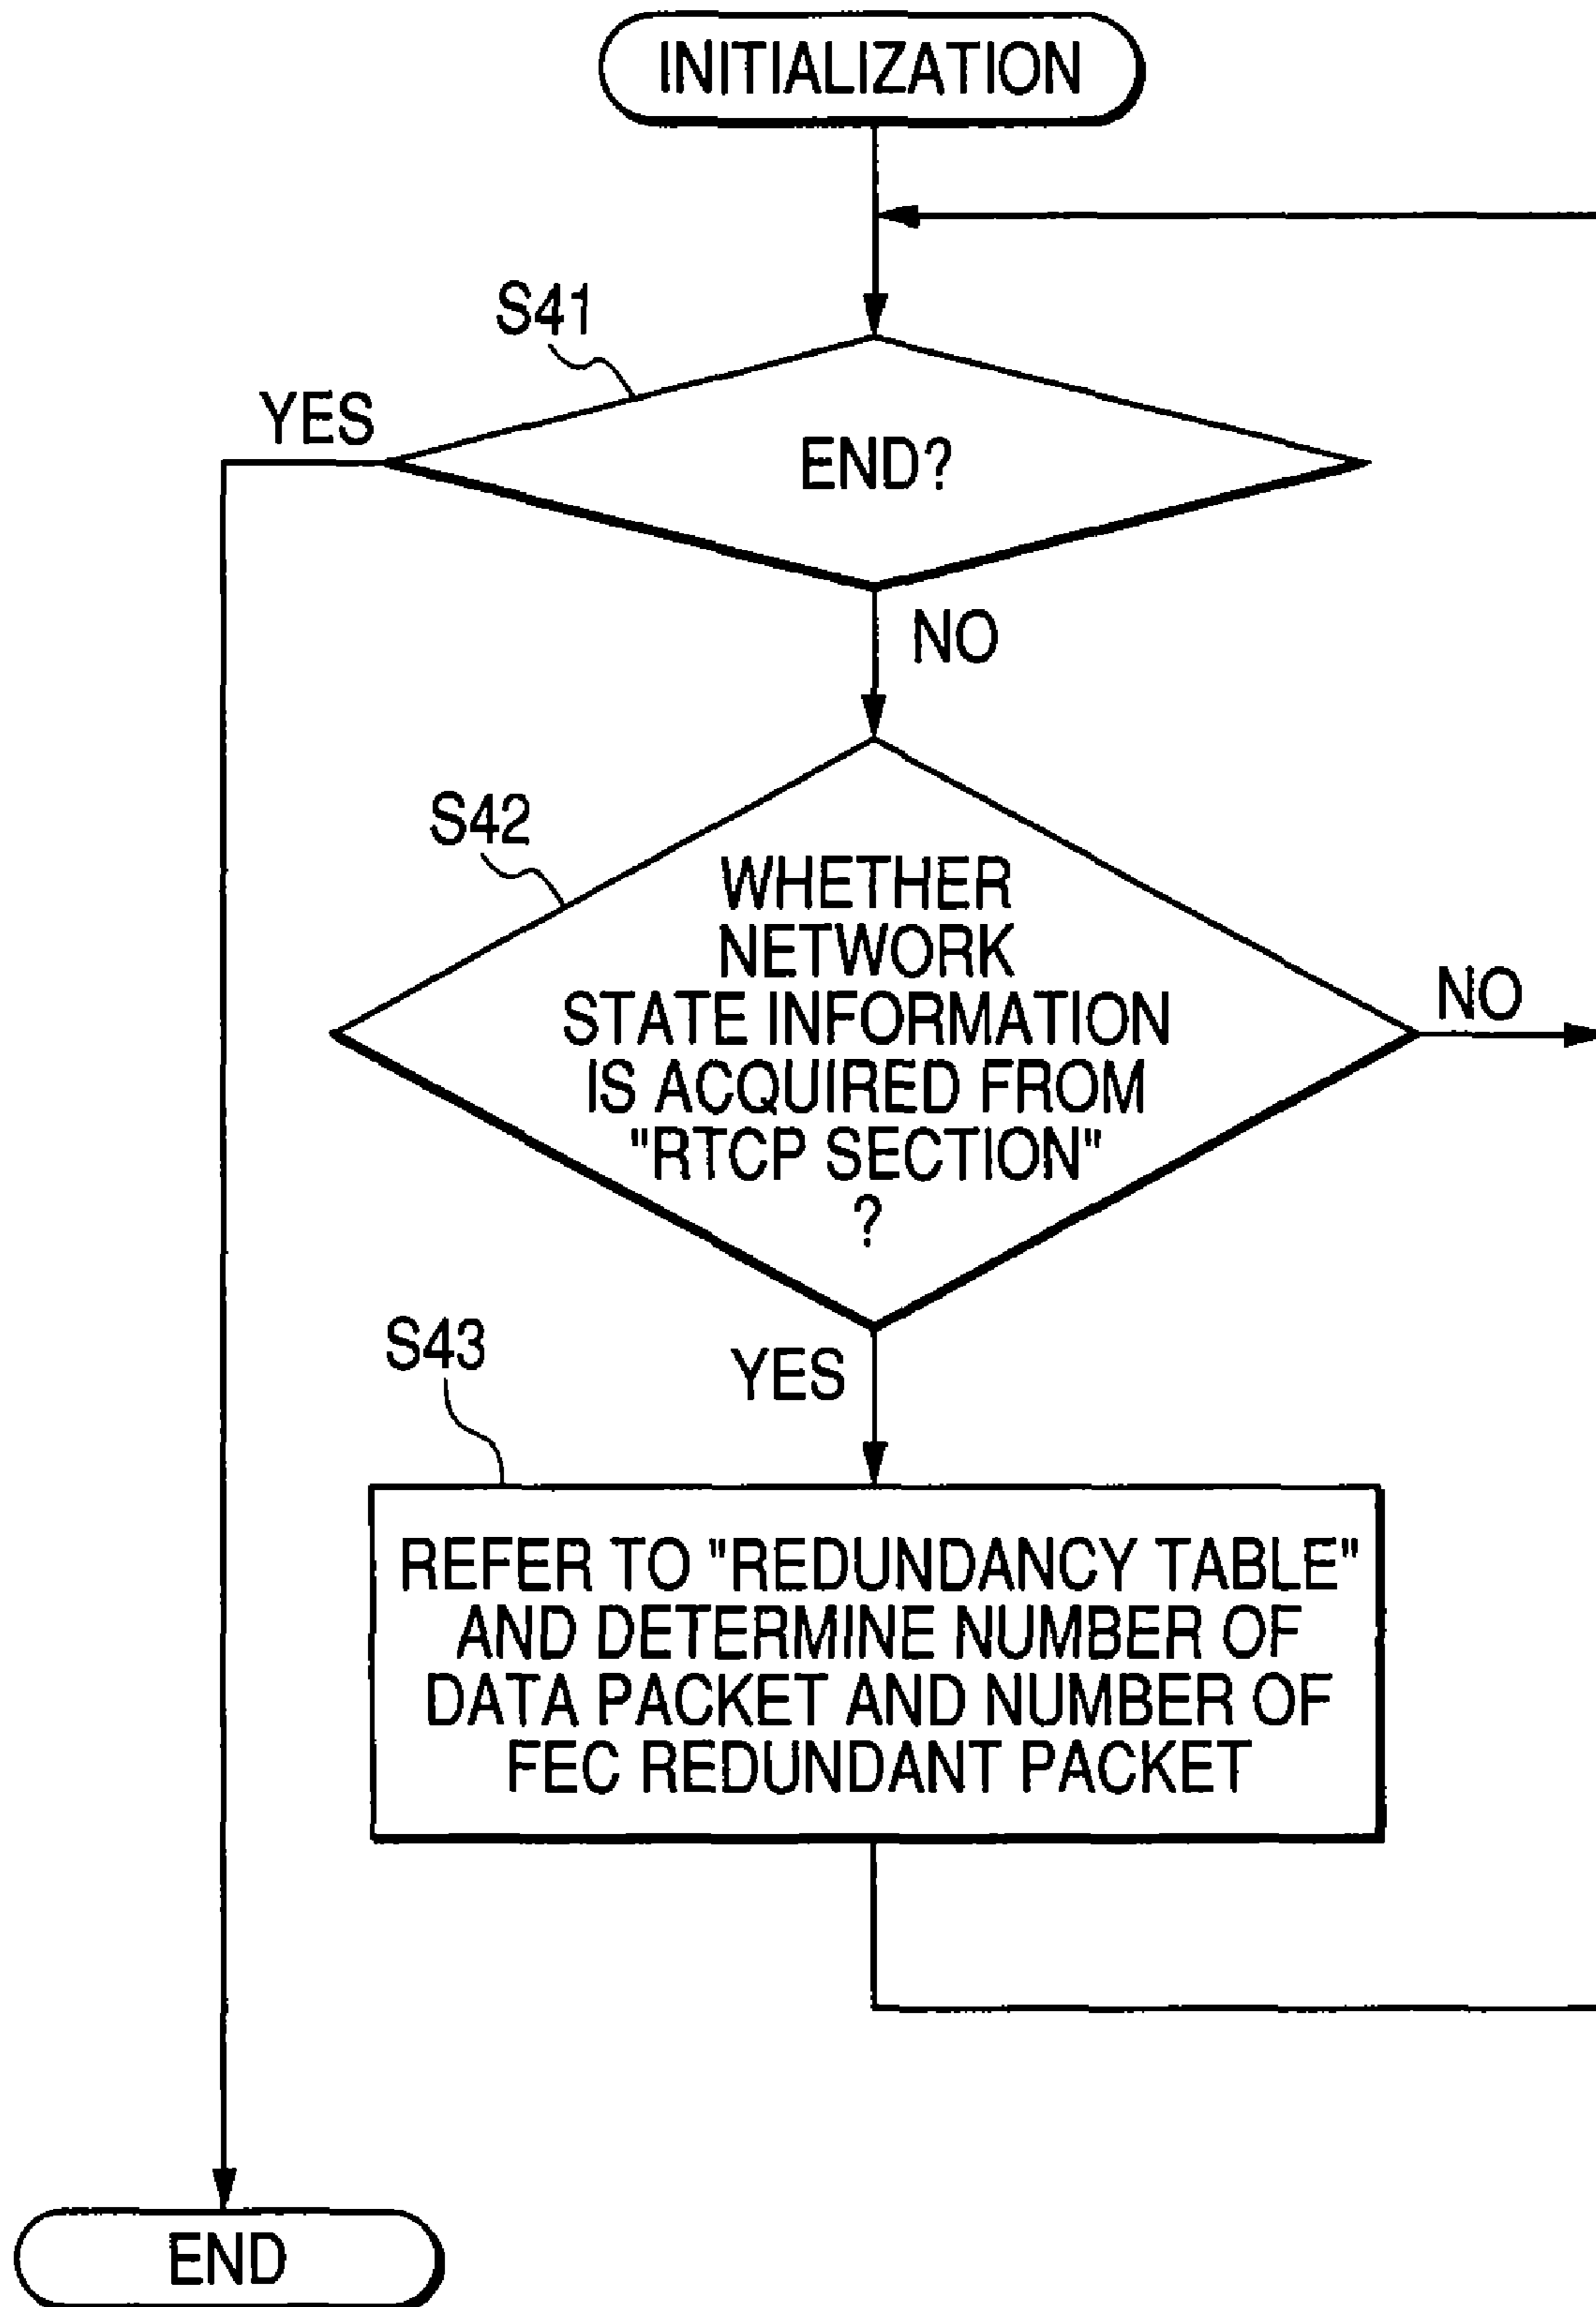 INITIALIZATION
S41
YES
END?
NO
S42
WHETHER
NETWORK
STATE INFORMATION
IS ACQUIRED FROM
"RTCP SECTION"
?
NO
S43
YES
REFER TO "REDUNDANCY TABLE"
AND DETERMINE NUMBER OF
DATA PACKET AND NUMBER OF
FEC REDUNDANT PACKET
END